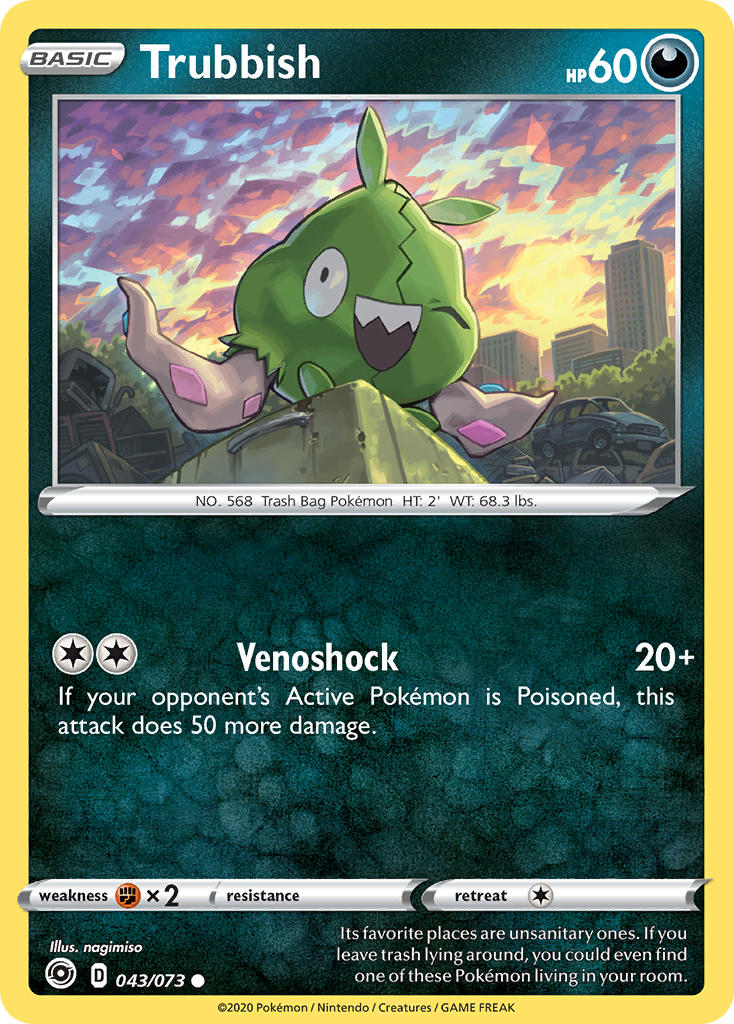 BASIC Trubbish HP60
NO. 568 Trash Bag Pokémon HT: 2' WT: 68.3 lbs.
Venoshock 20+
If your opponent's Active Pokémon is Poisoned, this
attack does 50 more damage.
weakness ×2 resistance retreat
Illus. nagimiso
Its favorite places are unsanitary ones. If you
leave trash lying around, you could even find
one of these Pokémon living in your room.
D 043/073
©2020 Pokémon / Nintendo / Creatures / GAME FREAK